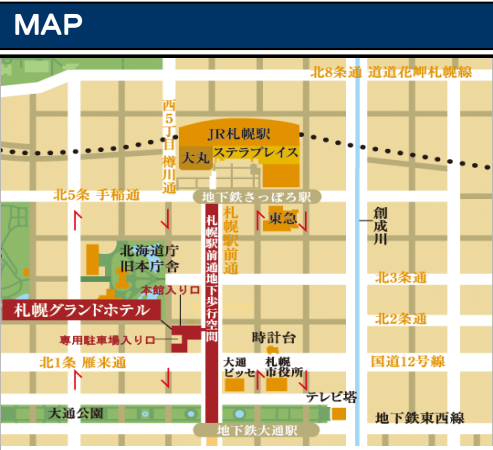 MAP
北8条通 道道花岬札幌線
西5丁目 樽川通
JR札幌駅
大丸
ステラプレイス
北5条 手稲通
地下鉄さっぽろ駅
札幌駅前通地下歩行空間
札幌駅前通
東急
創成川
北海道庁
旧本庁舎
北3条通
本館入り口
札幌グランドホテル
北2条通
専用駐車場入り口
時計台
北1条 雁来通
大通
ビッセ
札幌
市役所
国道12号線
テレビ塔
大通公園
地下鉄東西線
地下鉄大通駅